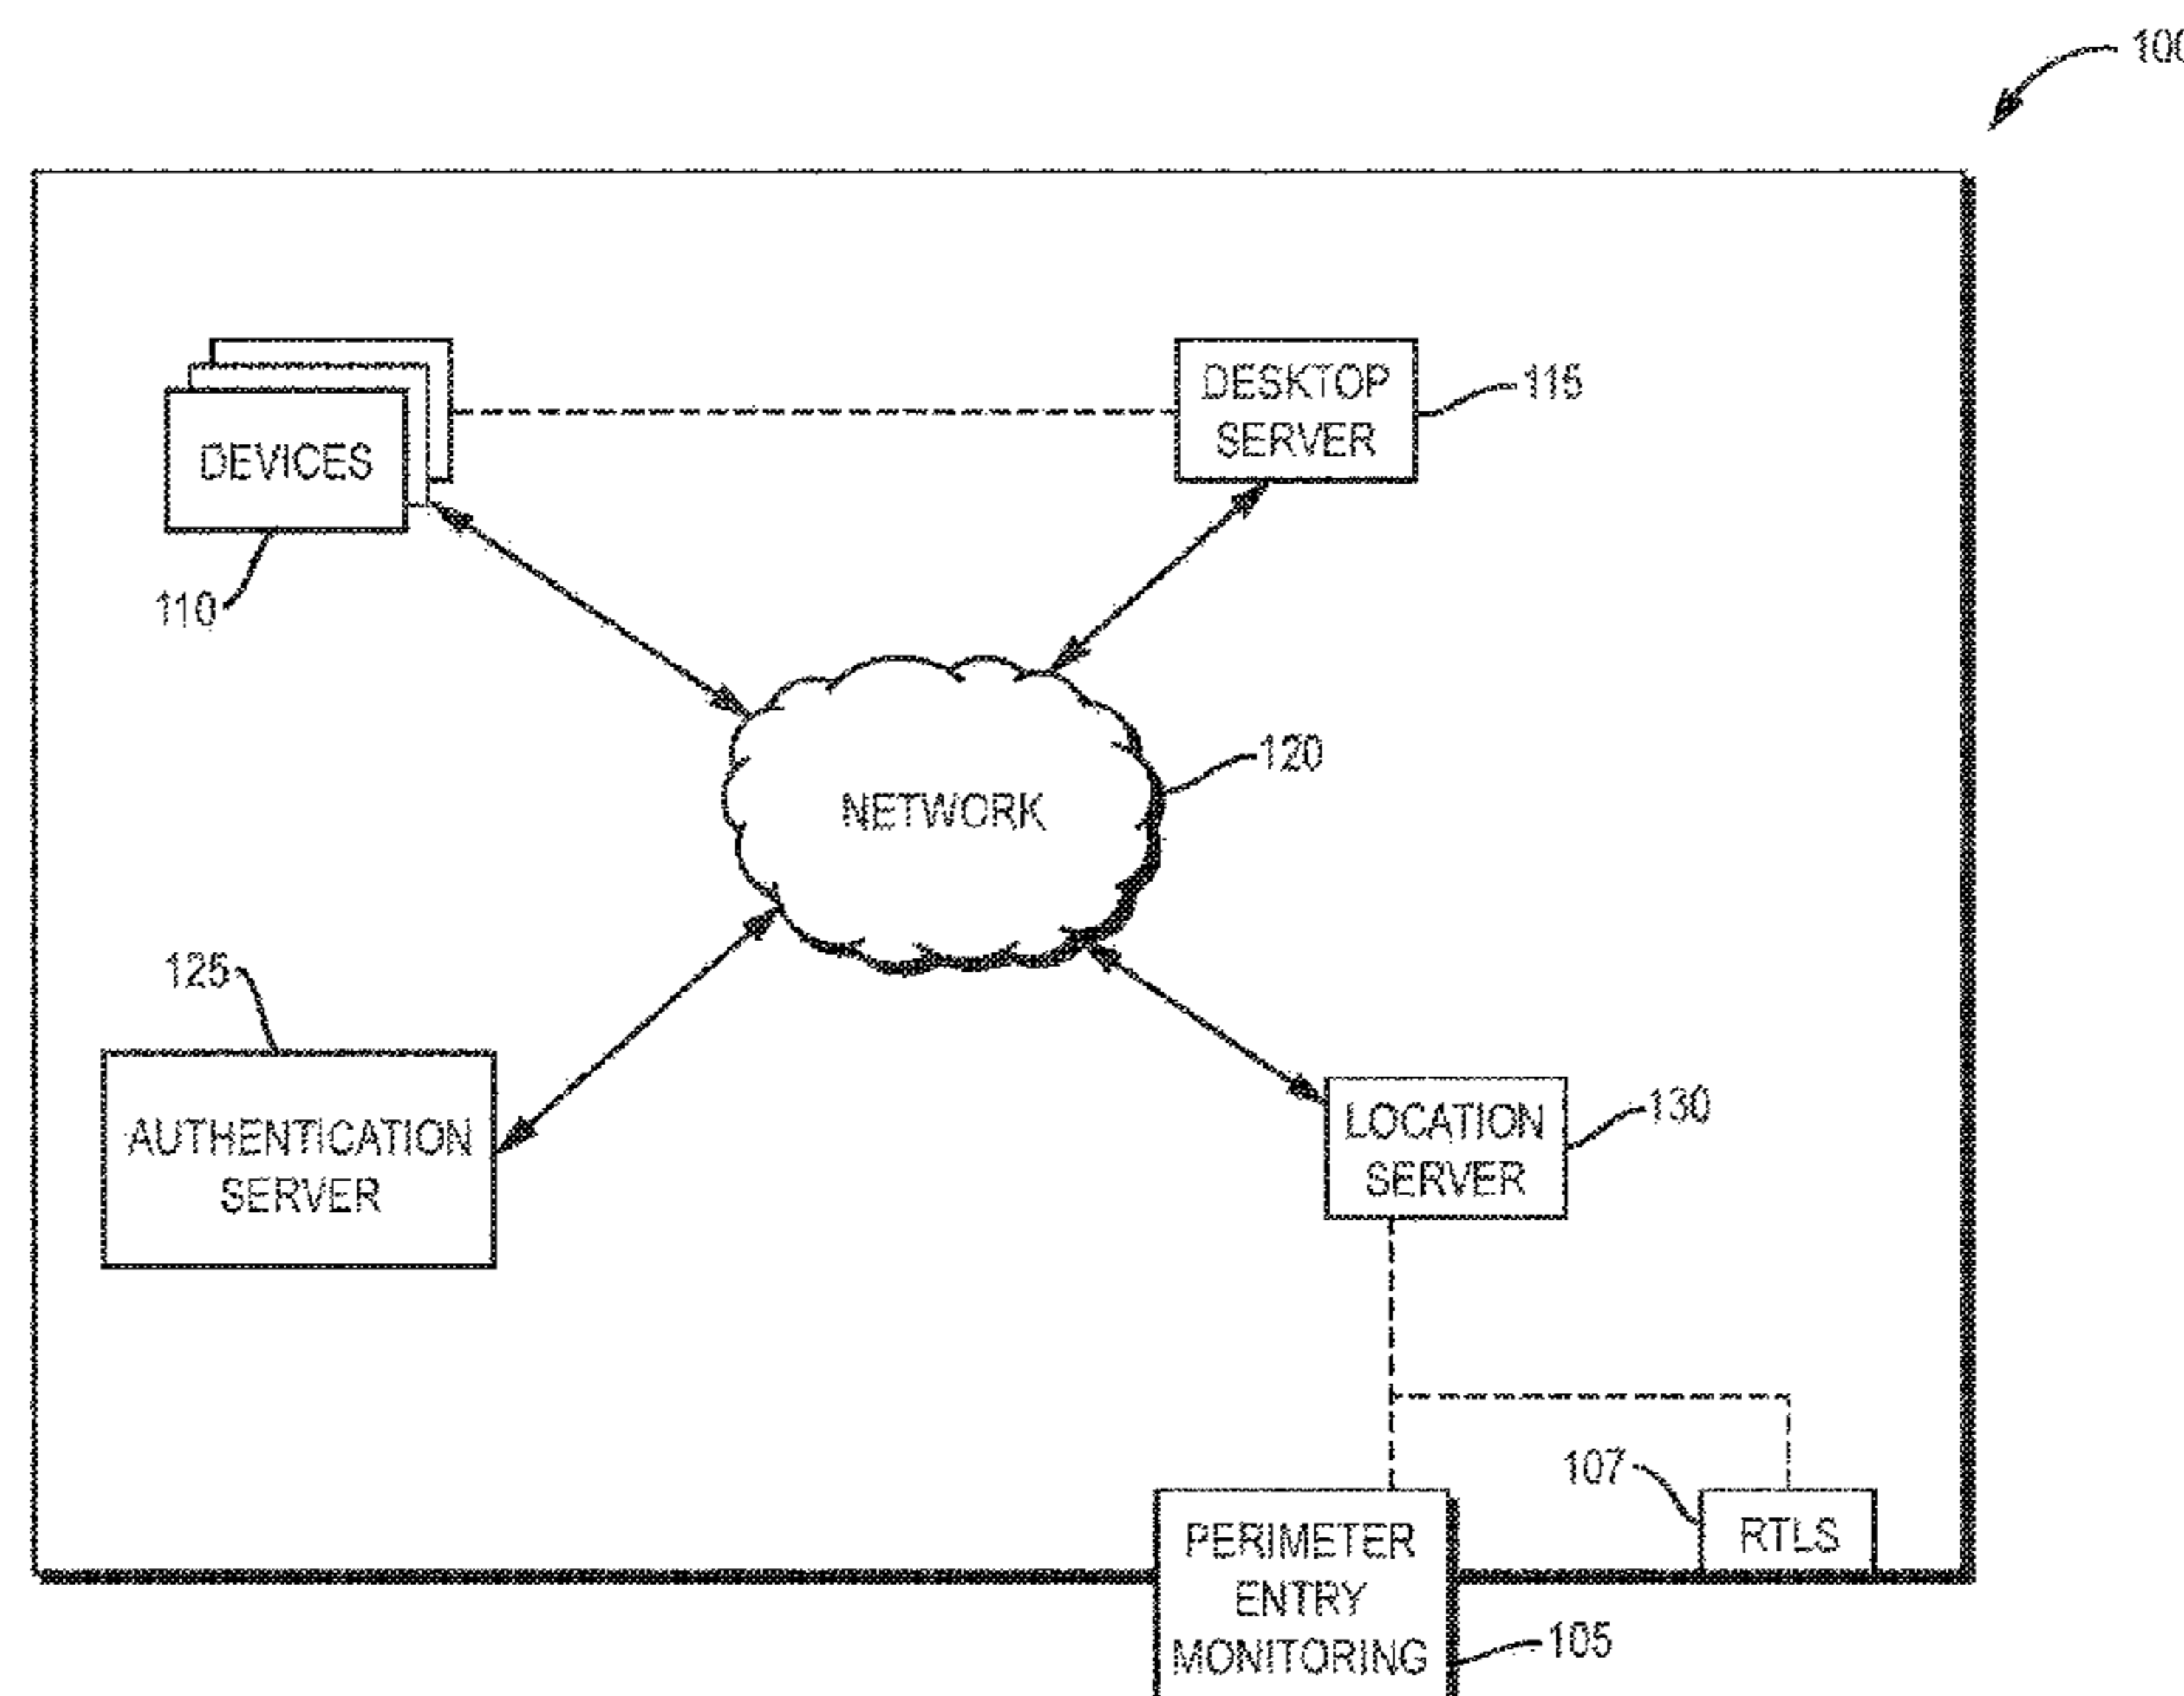 100
DESKTOP
SERVER
115
DEVICES
110
120
NETWORK
125
AUTHENTICATION
SERVER
LOCATION
SERVER
130
107
RTLS
PERIMETER
ENTRY
MONITORING
105